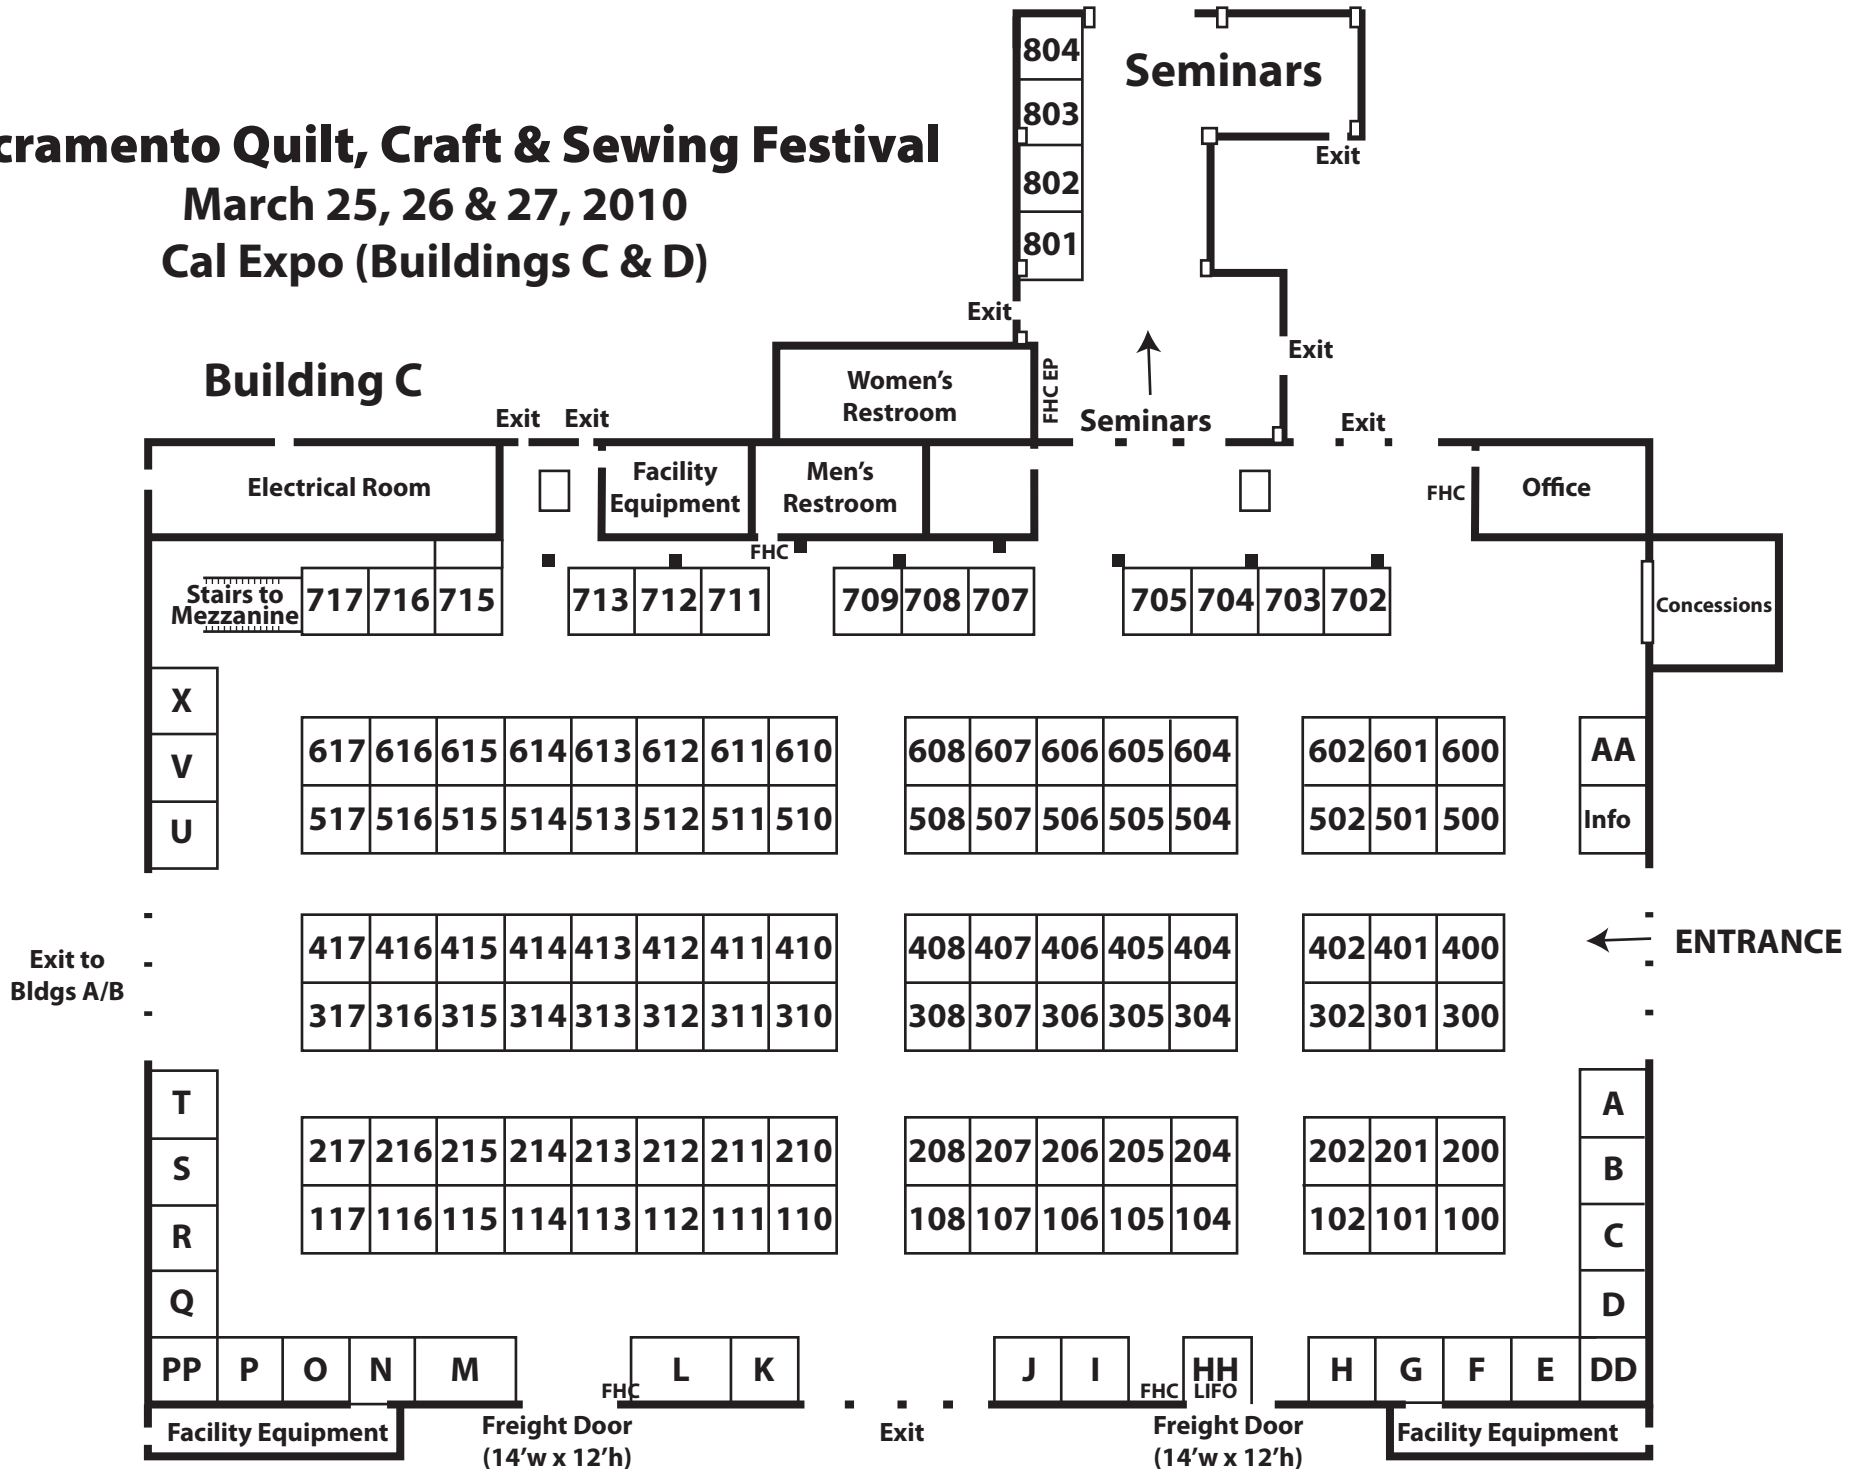 cramento Quilt, Craft & Sewing Festival
March 25, 26 & 27, 2010
Cal Expo (Buildings C & D)
804
Seminars
803
Exit
802
801
Exit
Exit
Building C
Women’s
Restroom
FHC EP
Exit Exit
Seminars
Exit
Electrical Room
Facility
Equipment
Men’s
Restroom
FHC
Office
FHC
Stairs to
Mezzanine
717 716 715 713 712 711 709 708 707 705 704 703 702
Concessions
X
V
U
617 616 615 614 613 612 611 610 608 607 606 605 604 602 601 600 AA
517 516 515 514 513 512 511 510 508 507 506 505 504 502 501 500 Info
417 416 415 414 413 412 411 410 408 407 406 405 404 402 401 400
ENTRANCE
Exit to
Bldgs A/B
317 316 315 314 313 312 311 310 308 307 306 305 304 302 301 300
T
A
217 216 215 214 213 212 211 210 208 207 206 205 204 202 201 200
S
B
117 116 115 114 113 112 111 110 108 107 106 105 104 102 101 100
R
C
Q
D
PP P O N M L K J I HH H G F E DD
FHC
FHC
LIFO
Facility Equipment
Freight Door
(14’w x 12’h)
Exit
Freight Door
(14’w x 12’h)
Facility Equipment